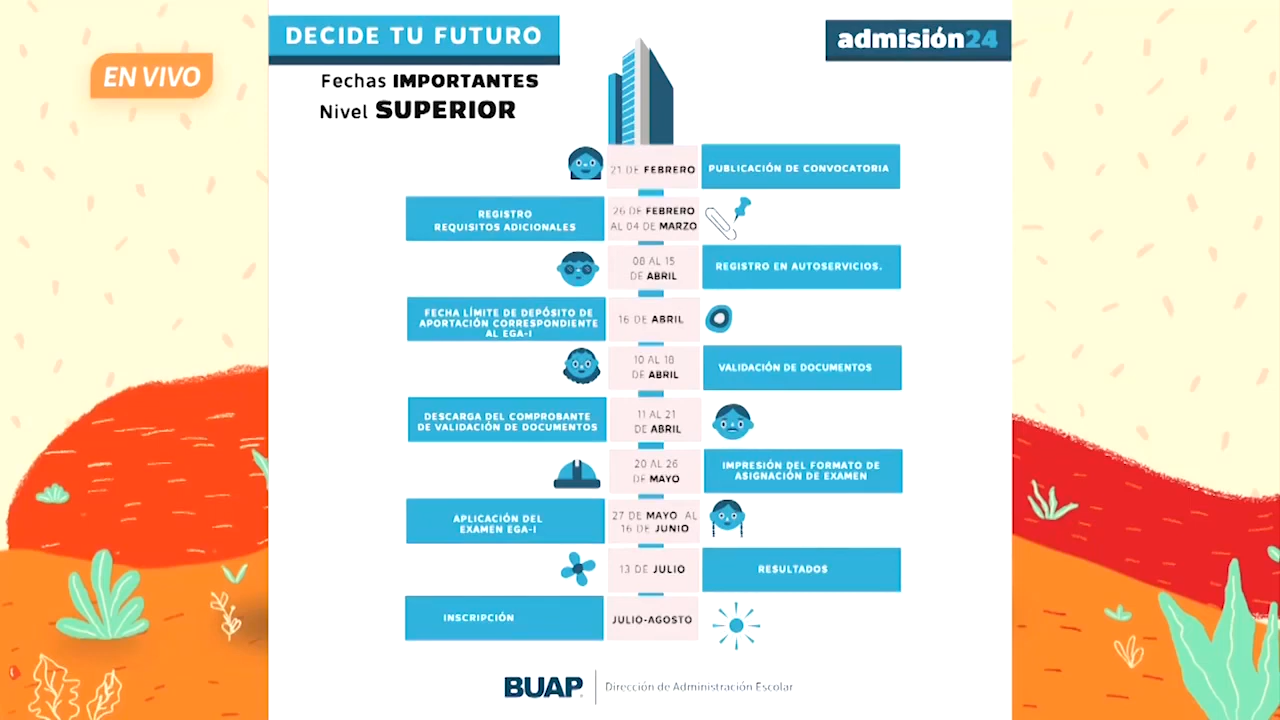 DECIDE TU FUTURO
admisión24
EN VIVO
Fechas IMPORTANTES
Nivel SUPERIOR
21 DE FEBRERO
PUBLICACIÓN DE CONVOCATORIA
REGISTRO
REQUISITOS ADICIONALES
26 DE FEBRERO
AL 04 DE MARZO
08 AL 15
DE ABRIL
REGISTRO EN AUTOSERVICIOS.
FECHA LÍMITE DE DEPÓSITO DE
APORTACIÓN CORRESPONDIENTE
AL EGA-I
16 DE ABRIL
10 AL 18
DE ABRIL
VALIDACIÓN DE DOCUMENTOS
DESCARGA DEL COMPROBANTE
DE VALIDACIÓN DE DOCUMENTOS
11 AL 21
DE ABRIL
20 AL 26
DE MAYO
IMPRESIÓN DEL FORMATO DE
ASIGNACIÓN DE EXAMEN
APLICACIÓN DEL
EXAMEN EGA-I
27 DE MAYO AL
16 DE JUNIO
13 DE JULIO
RESULTADOS
INSCRIPCIÓN
JULIO-AGOSTO
BUAP
Dirección de Administración Escolar